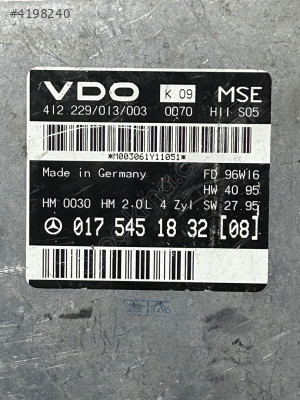 #4198240
VDO K 09 MSE
412 229/013/003 0070 H11 S05
*M003061Y11051*
Made in Germany FD 96W16
HW 40.95
HM 0030 HM 2.0L 4 Zyl. SW 27.95
017 545 18 32 [08]